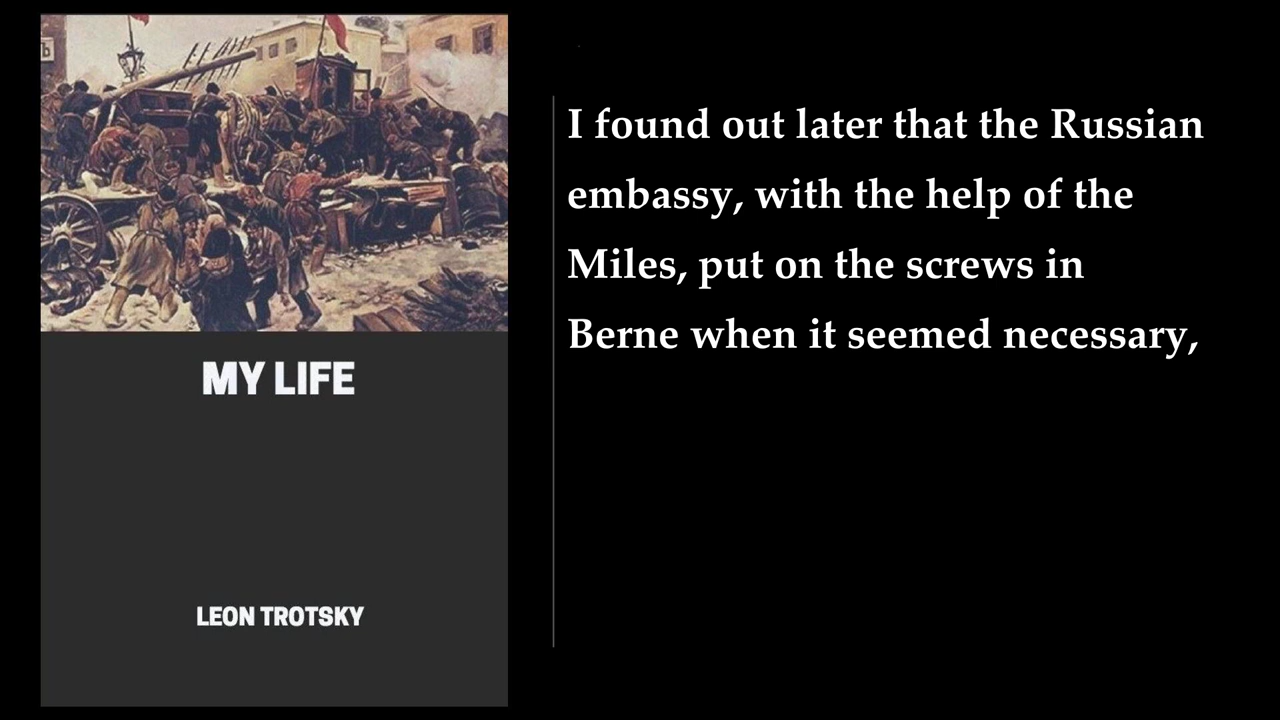 MY LIFE
LEON TROTSKY
I found out later that the Russian
embassy, with the help of the
Miles, put on the screws in
Berne when it seemed necessary,